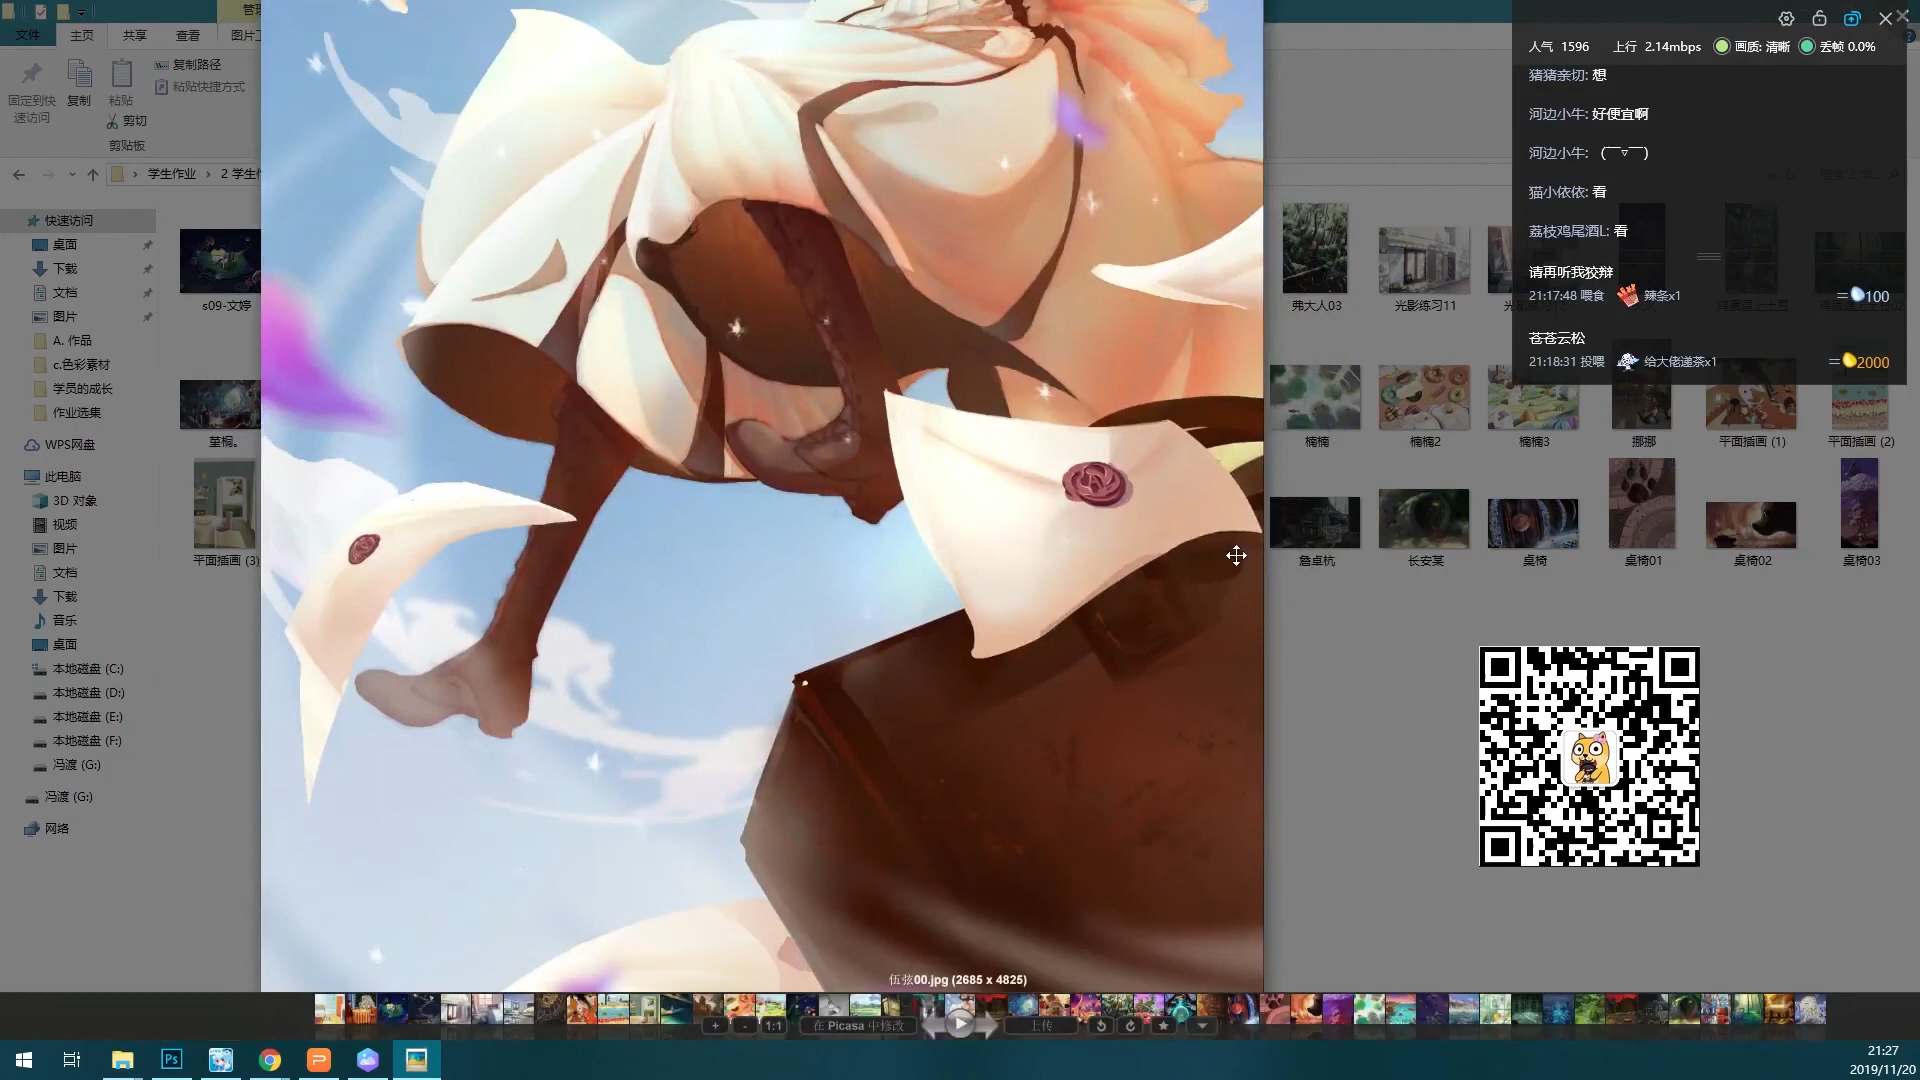 管理
文件
主页
共享
查看
图片工
固定到快
速访问
复制
粘贴
复制路径
粘贴快捷方式
剪切
剪贴板
学生作业 › 2 学生作
快速访问
桌面
下载
文档
图片
A. 作品
c.色彩素材
学员的成长
作业选集
WPS网盘
此电脑
3D 对象
视频
图片
文档
下载
音乐
桌面
本地磁盘 (C:)
本地磁盘 (D:)
本地磁盘 (E:)
本地磁盘 (F:)
冯渡 (G:)
冯渡 (G:)
网络
s09-文婷
堇桐。
平面插画 (3)
人气 1596
上行 2.14mbps
画质: 清晰
丢帧 0.0%
猪猪亲切: 想
河边小牛: 好便宜啊
河边小牛: (￣▽￣)
猫小依依: 看
荔枝鸡尾酒L: 看
请再听我狡辩
21:17:48 喂食 辣条x1 =100
苍苍云松
21:18:31 投喂 给大佬递茶x1 =2000
弗大人03
光影练习11
楠楠
楠楠2
楠楠3
挪挪
平面插画 (1)
平面插画 (2)
詹卓杭
长安某
桌椅
桌椅01
桌椅02
桌椅03
伍弦00.jpg (2685 x 4825)
1:1
在 Picasa 中修改
上传
Ps
21:27
2019/11/20